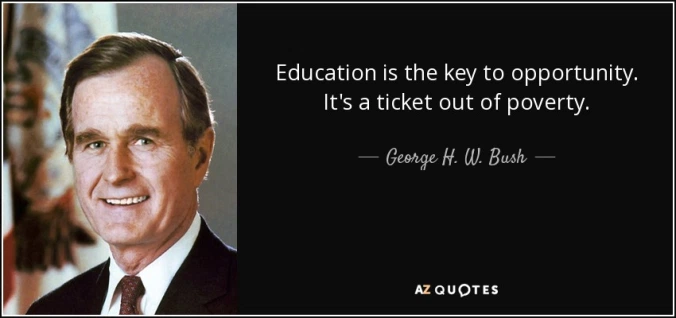 Education is the key to opportunity.
It's a ticket out of poverty.
— George H. W. Bush —
AZ QUOTES